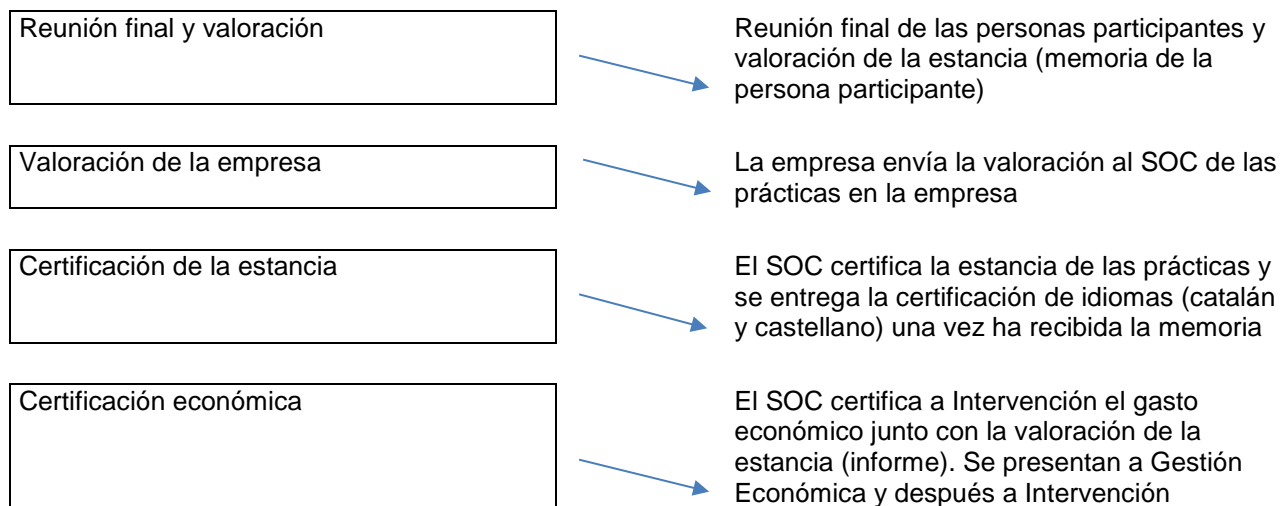 Reunión final y valoración
Reunión final de las personas participantes y
valoración de la estancia (memoria de la
persona participante)
Valoración de la empresa
La empresa envía la valoración al SOC de las
prácticas en la empresa
Certificación de la estancia
El SOC certifica la estancia de las prácticas y
se entrega la certificación de idiomas (catalán
y castellano) una vez ha recibida la memoria
Certificación económica
El SOC certifica a Intervención el gasto
económico junto con la valoración de la
estancia (informe). Se presentan a Gestión
Económica y después a Intervención